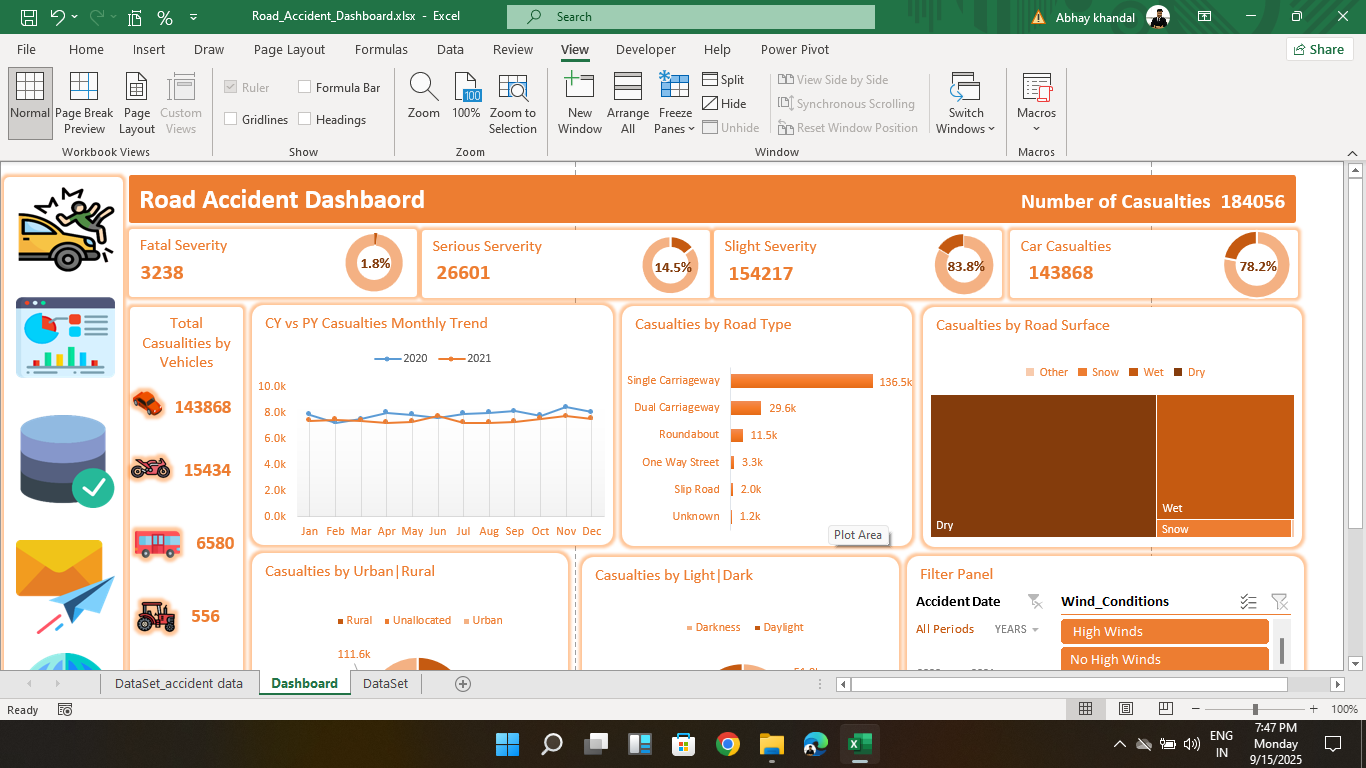 Road_Accident_Dashboard.xlsx - Excel
Search
Abhay khandal
File Home Insert Draw Page Layout Formulas Data Review View Developer Help Power Pivot
Share
Normal
Page Break Preview
Page Layout
Custom Views
Workbook Views
Ruler
Formula Bar
Gridlines
Headings
Show
Zoom
100
100%
Zoom to Selection
Zoom
New Window
Arrange All
Freeze Panes
Split
Hide
Unhide
View Side by Side
Synchronous Scrolling
Reset Window Position
Switch Windows
Window
Macros
Macros
Road Accident Dashbaord
Number of Casualties 184056
Fatal Severity
3238
1.8%
Serious Serverity
26601
14.5%
Slight Severity
154217
83.8%
Car Casualties
143868
78.2%
Total
Casualities by
Vehicles
143868
15434
6580
556
CY vs PY Casualties Monthly Trend
2020 2021
10.0k
8.0k
6.0k
4.0k
2.0k
0.0k
Jan Feb Mar Apr May Jun Jul Aug Sep Oct Nov Dec
Casualties by Road Type
Single Carriageway 136.5k
Dual Carriageway 29.6k
Roundabout 11.5k
One Way Street 3.3k
Slip Road 2.0k
Unknown 1.2k
Plot Area
Casualties by Road Surface
Other Snow Wet Dry
Dry
Wet
Snow
Casualties by Urban|Rural
Rural Unallocated Urban
111.6k
Casualties by Light|Dark
Darkness Daylight
Filter Panel
Accident Date
All Periods YEARS
Wind_Conditions
High Winds
No High Winds
DataSet_accident data Dashboard DataSet
Ready
100%
ENG
IN
7:47 PM
Monday
9/15/2025